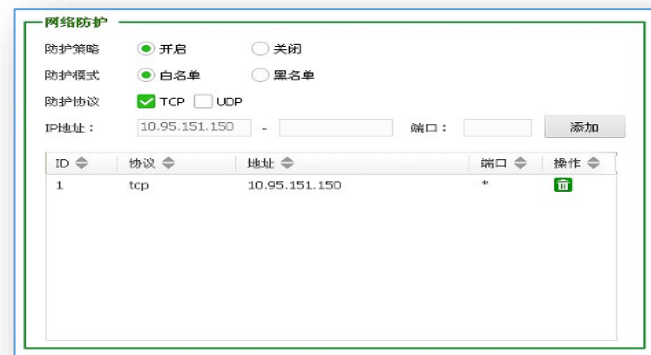 网络防护
防护策略 开启 关闭
防护模式 白名单 黑名单
防护协议 TCP UDP
IP地址： 10.95.151.150 - 端口： 添加
ID 协议 地址 端口 操作
1 tcp 10.95.151.150 *